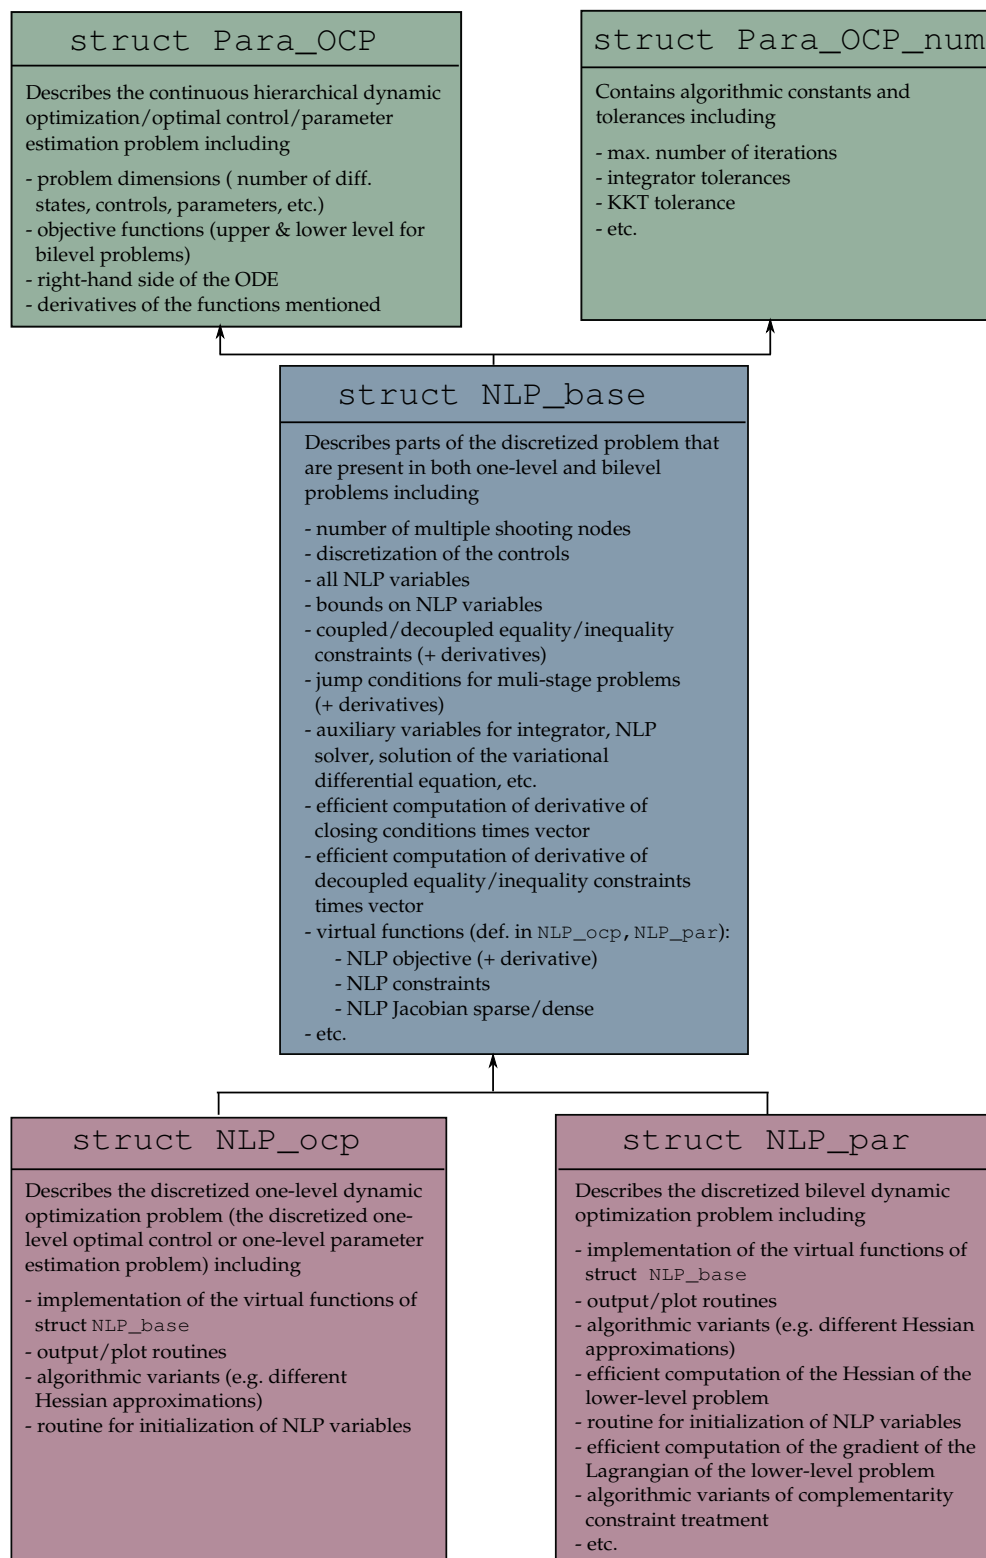 struct Para_OCP
Describes the continuous hierarchical dynamic
optimization/optimal control/parameter
estimation problem including
- problem dimensions ( number of diff.
states, controls, parameters, etc.)
- objective functions (upper & lower level for
bilevel problems)
- right-hand side of the ODE
- derivatives of the functions mentioned
struct Para_OCP_num
Contains algorithmic constants and
tolerances including
- max. number of iterations
- integrator tolerances
- KKT tolerance
- etc.
struct NLP_base
Describes parts of the discretized problem that
are present in both one-level and bilevel
problems including
- number of multiple shooting nodes
- discretization of the controls
- all NLP variables
- bounds on NLP variables
- coupled/decoupled equality/inequality
constraints (+ derivatives)
- jump conditions for muli-stage problems
(+ derivatives)
- auxiliary variables for integrator, NLP
solver, solution of the variational
differential equation, etc.
- efficient computation of derivative of
closing conditions times vector
- efficient computation of derivative of
decoupled equality/inequality constraints
times vector
- virtual functions (def. in NLP_ocp, NLP_par):
- NLP objective (+ derivative)
- NLP constraints
- NLP Jacobian sparse/dense
- etc.
struct NLP_ocp
Describes the discretized one-level dynamic
optimization problem (the discretized one-
level optimal control or one-level parameter
estimation problem) including
- implementation of the virtual functions of
struct NLP_base
- output/plot routines
- algorithmic variants (e.g. different
Hessian approximations)
- routine for initialization of NLP variables
struct NLP_par
Describes the discretized bilevel dynamic
optimization problem including
- implementation of the virtual functions of
struct NLP_base
- output/plot routines
- algorithmic variants (e.g. different Hessian
approximations)
- efficient computation of the Hessian of the
lower-level problem
- routine for initialization of NLP variables
- efficient computation of the gradient of the
Lagrangian of the lower-level problem
- algorithmic variants of complementarity
constraint treatment
- etc.